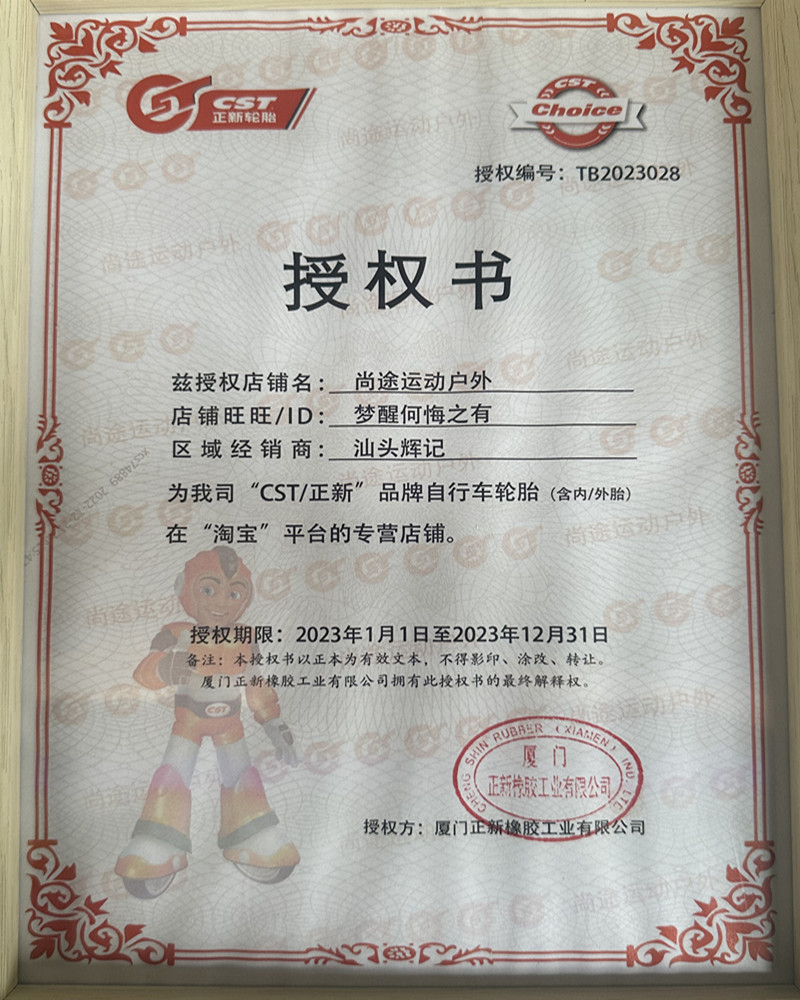 CST
正新轮胎
CST
Choice
授权编号：TB2023028
授权书
兹授权店铺名：尚途运动户外
店铺旺旺/ID：梦醒何悔之有
区域经销商：汕头辉记
为我司“CST/正新”品牌自行车轮胎（含内/外胎）
在“淘宝”平台的专营店铺。
授权期限：2023年1月1日至2023年12月31日
备注：本授权书以正本为有效文本，不得影印、涂改、转让。
厦门正新橡胶工业有限公司拥有此授权书的最终解释权。
CST
CHENG SHIN RUBBER (XIAMEN) IND. LTD.
厦门
正新橡胶工业有限公司
授权方：厦门正新橡胶工业有限公司
尚途运动户外